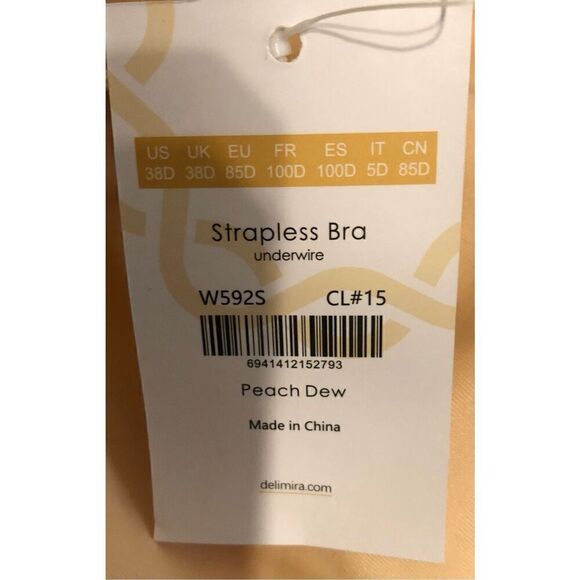 US UK EU FR ES IT CN
38D 38D 85D 100D 100D 5D 85D
Strapless Bra
underwire
W592S CL#15
6941412152793
Peach Dew
Made in China
delimira.com